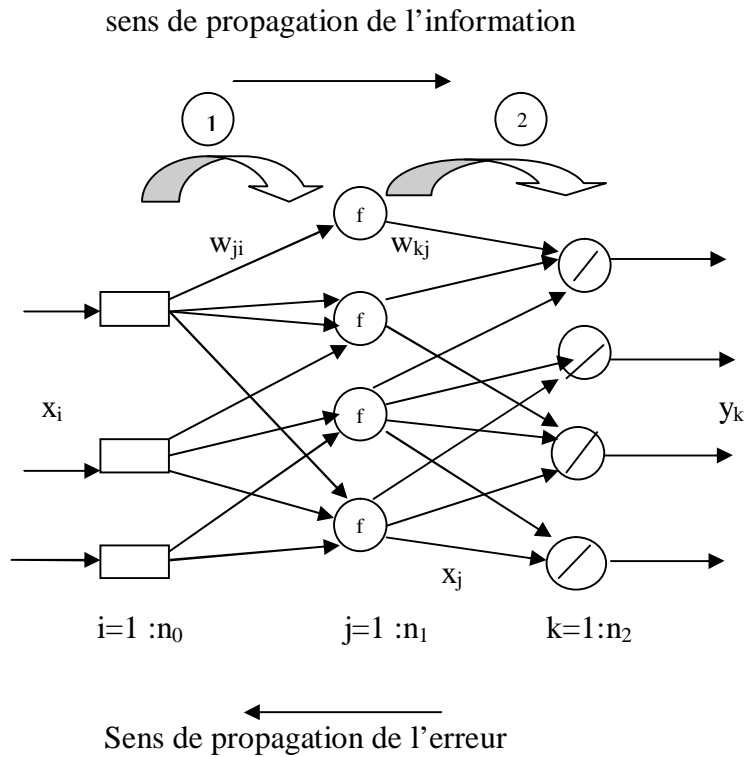 sens de propagation de l’information
1
2
f
w_ji
w_kj
f
x_i
f
y_k
f
x_j
i=1 :n_0
j=1 :n_1
k=1:n_2
Sens de propagation de l’erreur